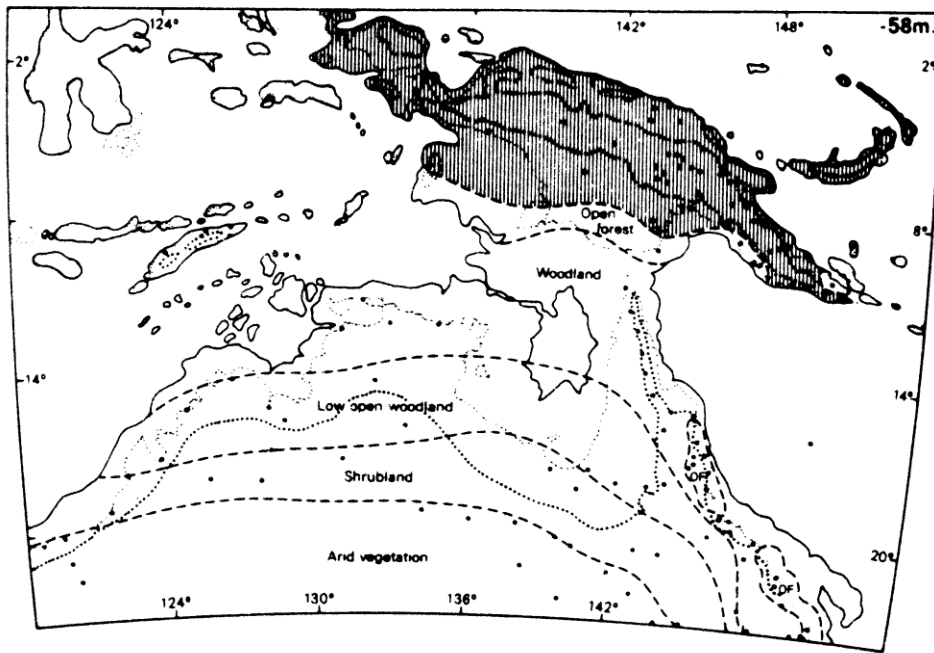 124°
142°
148°
-58m.
2°
2°
Open
forest
8°
Woodland
14°
14°
Low open woodland
OF
Shrubland
Arid vegetation
20°
OF
124°
130°
136°
142°